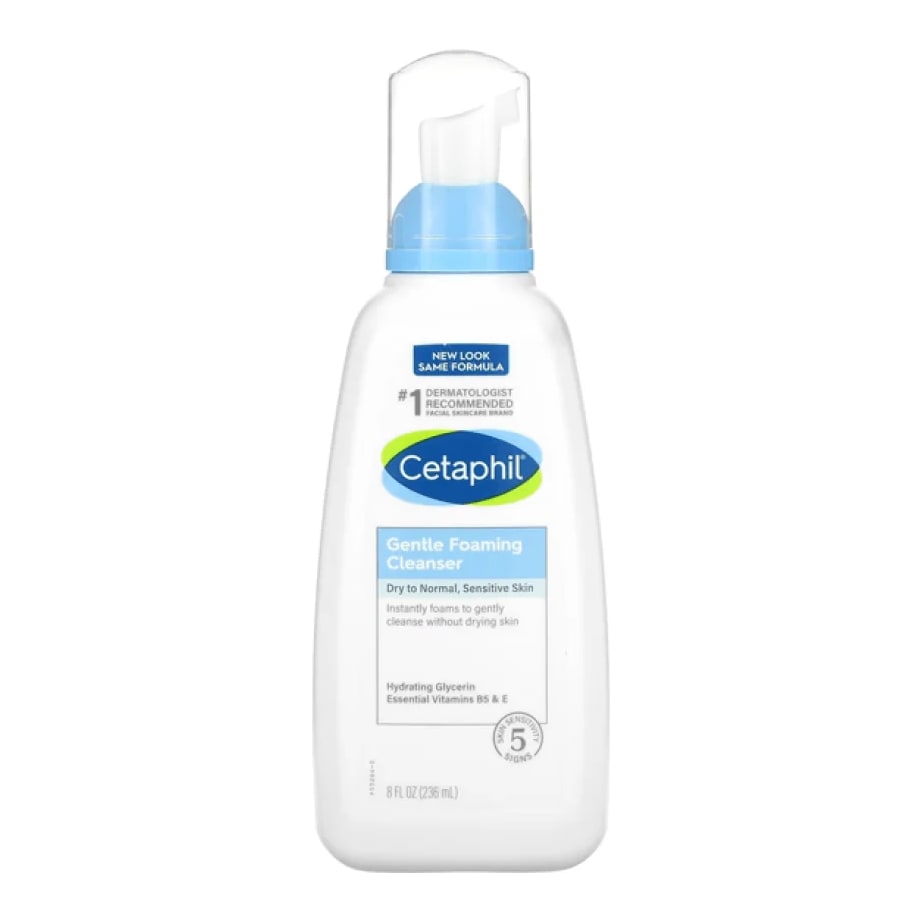 NEW LOOK
SAME FORMULA
#1 DERMATOLOGIST
RECOMMENDED
FACIAL SKINCARE BRAND
Cetaphil®
Gentle Foaming
Cleanser
Dry to Normal, Sensitive Skin
Instantly foams to gently
cleanse without drying skin
Hydrating Glycerin
Essential Vitamins B5 & E
SKIN SENSITIVITY
5
SIGNS
8 FL OZ (236 mL)